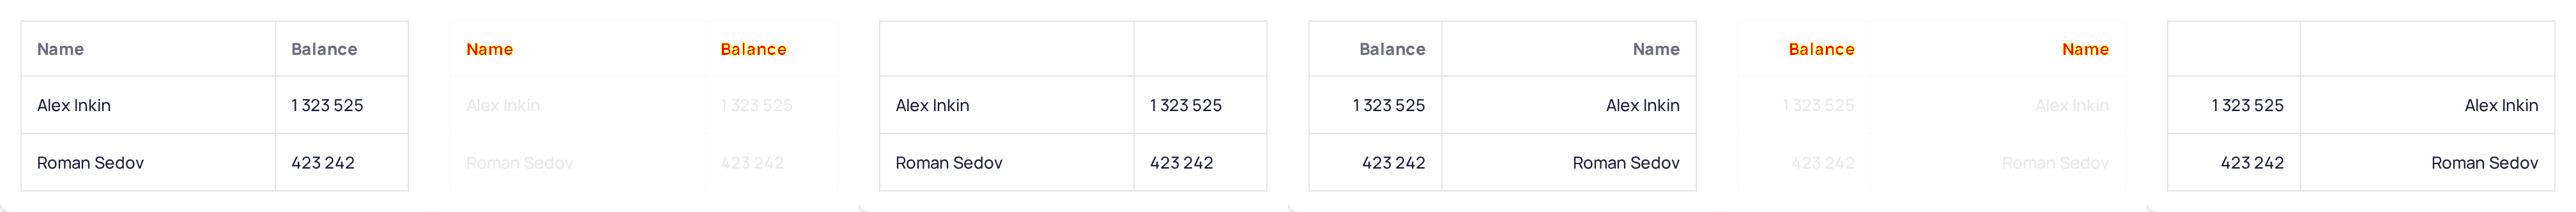 Name Balance
Alex Inkin 1 323 525
Roman Sedov 423 242
Name Balance
Alex Inkin 1 323 525
Roman Sedov 423 242
Alex Inkin 1 323 525
Roman Sedov 423 242
Balance Name
1 323 525 Alex Inkin
423 242 Roman Sedov
Balance Name
1 323 525 Alex Inkin
423 242 Roman Sedov
1 323 525 Alex Inkin
423 242 Roman Sedov